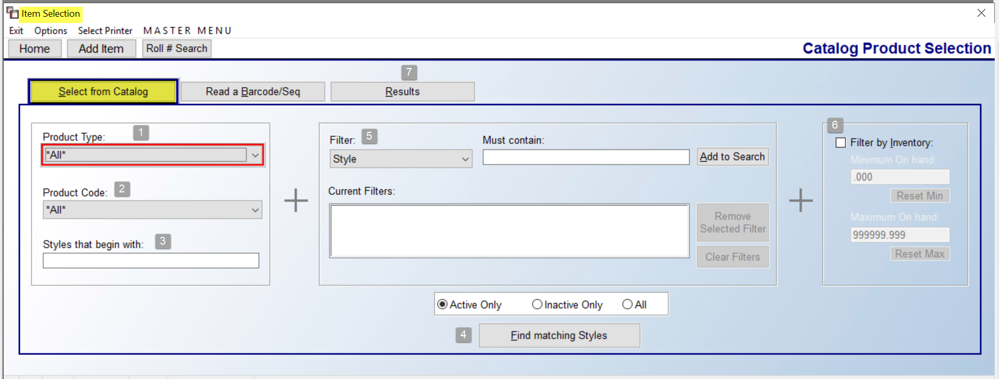 Item Selection
Exit Options Select Printer MASTER MENU
Home Add Item Roll # Search Catalog Product Selection
7
Select from Catalog Read a Barcode/Seq Results
1
Product Type:
*All*
2
Product Code:
*All*
3
Styles that begin with:
5
Filter: Must contain:
Style Add to Search
Current Filters:
Remove
Selected Filter
Clear Filters
6
Filter by Inventory:
Minimum On hand:
.000
Reset Min
Maximum On hand:
999999.999
Reset Max
Active Only Inactive Only All
4 Find matching Styles